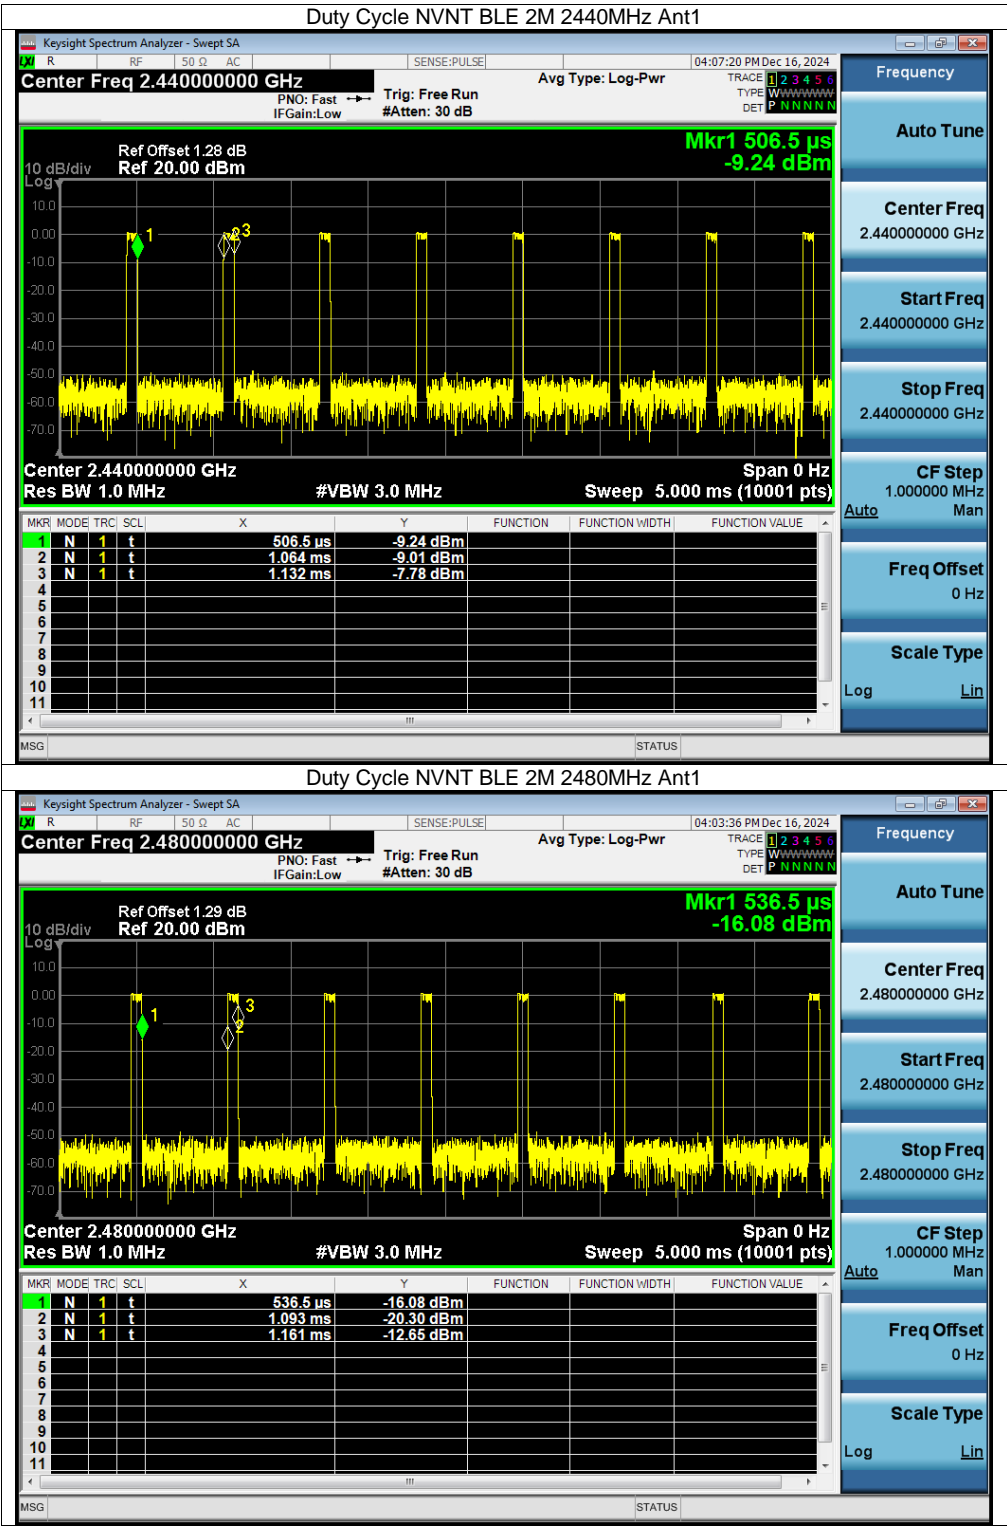 Duty Cycle NVNT BLE 2M 2440MHz Ant1
Keysight Spectrum Analyzer - Swept SA
LXI R RF 50 Ω AC SENSE:PULSE 04:07:20 PM Dec 16, 2024
Center Freq 2.440000000 GHz
PNO: Fast
IFGain:Low
Trig: Free Run
#Atten: 30 dB
Avg Type: Log-Pwr
TRACE 1 2 3 4 5 6
TYPE WWWWWW
DET P N N N N N
Frequency
Mkr1 506.5 µs
-9.24 dBm
Ref Offset 1.28 dB
10 dB/div Ref 20.00 dBm
Log
10.0
0.00
-10.0
-20.0
-30.0
-40.0
-50.0
-60.0
-70.0
1
2
3
Center 2.440000000 GHz Span 0 Hz
Res BW 1.0 MHz #VBW 3.0 MHz Sweep 5.000 ms (10001 pts)
MKR MODE TRC SCL X Y FUNCTION FUNCTION WIDTH FUNCTION VALUE
1 N 1 t 506.5 µs -9.24 dBm
2 N 1 t 1.064 ms -9.01 dBm
3 N 1 t 1.132 ms -7.78 dBm
4
5
6
7
8
9
10
11
MSG STATUS
Auto Tune
Center Freq
2.440000000 GHz
Start Freq
2.440000000 GHz
Stop Freq
2.440000000 GHz
CF Step
1.000000 MHz
Auto Man
Freq Offset
0 Hz
Scale Type
Log Lin
Duty Cycle NVNT BLE 2M 2480MHz Ant1
Keysight Spectrum Analyzer - Swept SA
LXI R RF 50 Ω AC SENSE:PULSE 04:03:36 PM Dec 16, 2024
Center Freq 2.480000000 GHz
PNO: Fast
IFGain:Low
Trig: Free Run
#Atten: 30 dB
Avg Type: Log-Pwr
TRACE 1 2 3 4 5 6
TYPE WWWWWW
DET P N N N N N
Frequency
Mkr1 536.5 µs
-16.08 dBm
Ref Offset 1.29 dB
10 dB/div Ref 20.00 dBm
Log
10.0
0.00
-10.0
-20.0
-30.0
-40.0
-50.0
-60.0
-70.0
1
2
3
Center 2.480000000 GHz Span 0 Hz
Res BW 1.0 MHz #VBW 3.0 MHz Sweep 5.000 ms (10001 pts)
MKR MODE TRC SCL X Y FUNCTION FUNCTION WIDTH FUNCTION VALUE
1 N 1 t 536.5 µs -16.08 dBm
2 N 1 t 1.093 ms -20.30 dBm
3 N 1 t 1.161 ms -12.65 dBm
4
5
6
7
8
9
10
11
MSG STATUS
Auto Tune
Center Freq
2.480000000 GHz
Start Freq
2.480000000 GHz
Stop Freq
2.480000000 GHz
CF Step
1.000000 MHz
Auto Man
Freq Offset
0 Hz
Scale Type
Log Lin